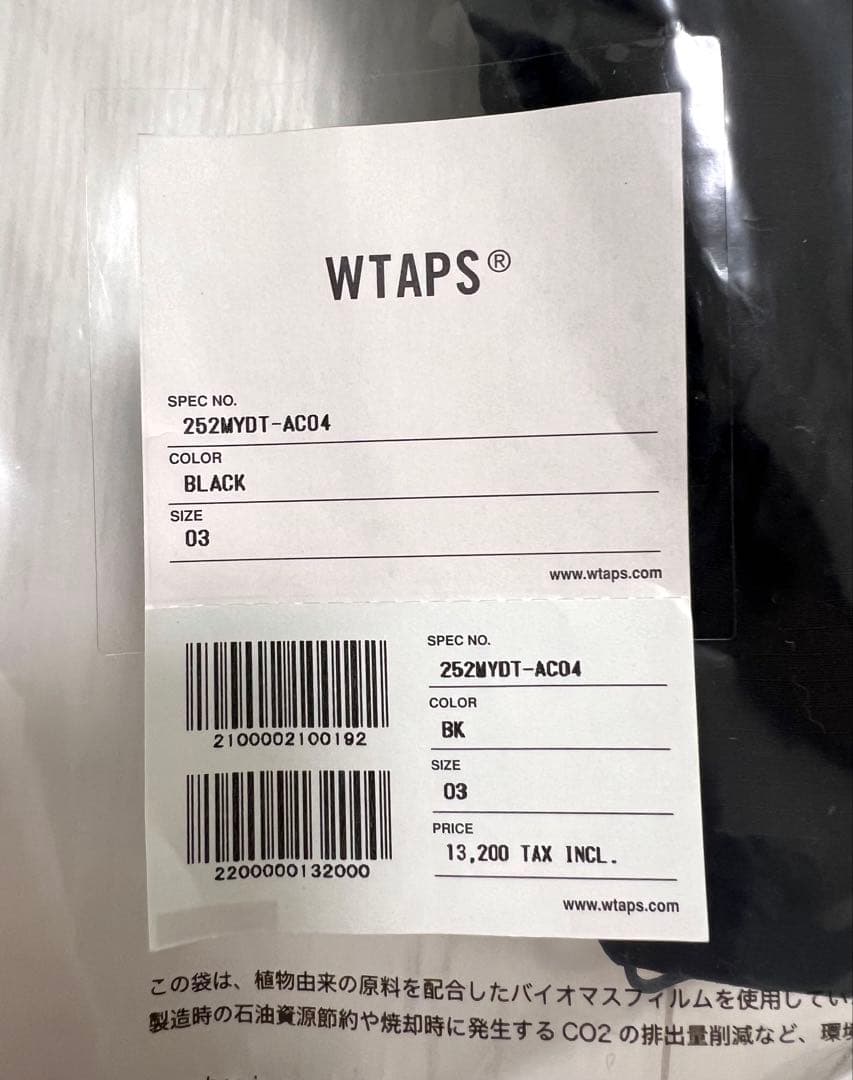 WTAPS®
SPEC NO.
252MYDT-AC04
COLOR
BLACK
SIZE
03
www.wtaps.com
2100002100192
2200000132000
SPEC NO.
252MYDT-AC04
COLOR
BK
SIZE
03
PRICE
13,200 TAX INCL.
www.wtaps.com
この袋は、植物由来の原料を配合したバイオマスフィルムを使用してい
製造時の石油資源節約や焼却時に発生するCO2の排出量削減など、環境